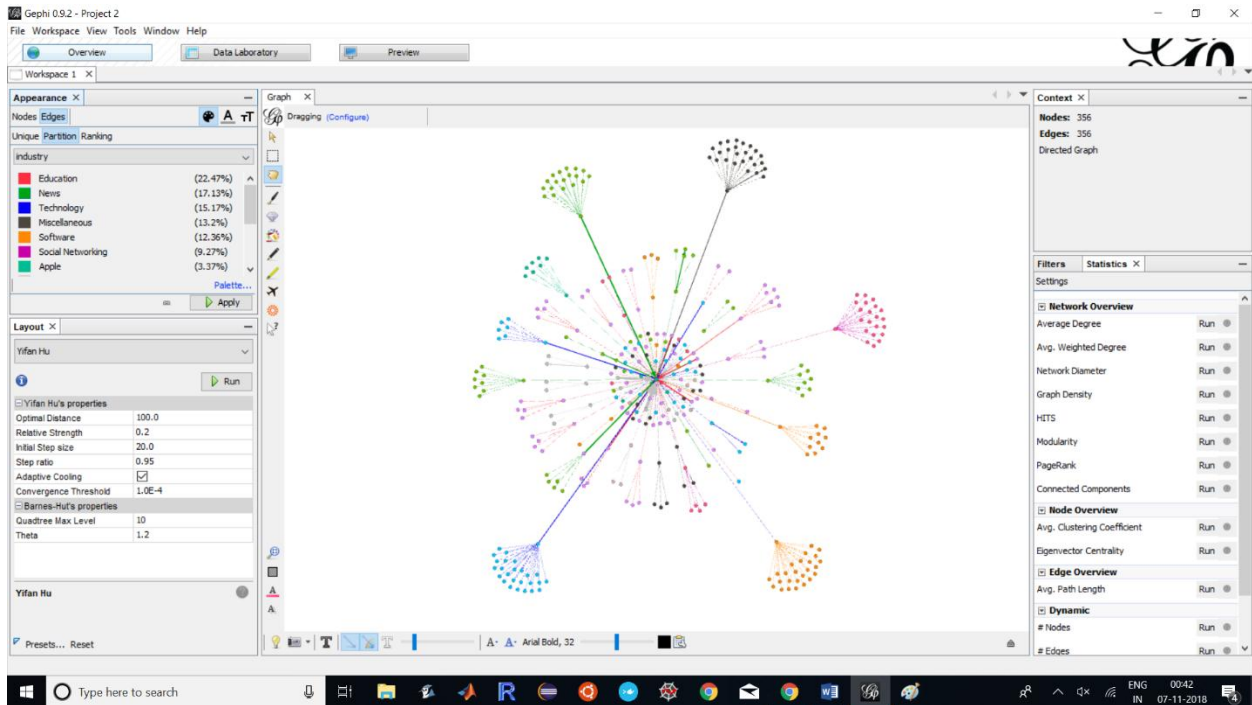 Gephi 0.9.2 - Project 2
File Workspace View Tools Window Help
Overview Data Laboratory Preview
Workspace 1
Appearance
Nodes Edges
Unique Partition Ranking
industry
Education (22.47%)
News (17.13%)
Technology (15.17%)
Miscellaneous (13.2%)
Software (12.36%)
Social Networking (9.27%)
Apple (3.37%)
Palette...
Apply
Layout
Yifan Hu
Run
Yifan Hu's properties
Optimal Distance 100.0
Relative Strength 0.2
Initial Step size 20.0
Step ratio 0.95
Adaptive Cooling
Convergence Threshold 1.0E-4
Barnes-Hut's properties
Quadtree Max Level 10
Theta 1.2
Yifan Hu
Presets... Reset
Graph
Dragging (Configure)
Arial Bold, 32
Context
Nodes: 356
Edges: 356
Directed Graph
Filters Statistics
Settings
Network Overview
Average Degree Run
Avg. Weighted Degree Run
Network Diameter Run
Graph Density Run
HITS Run
Modularity Run
PageRank Run
Connected Components Run
Node Overview
Avg. Clustering Coefficient Run
Eigenvector Centrality Run
Edge Overview
Avg. Path Length Run
Dynamic
# Nodes Run
# Edges Run
Type here to search
ENG 00:42
IN 07-11-2018
4